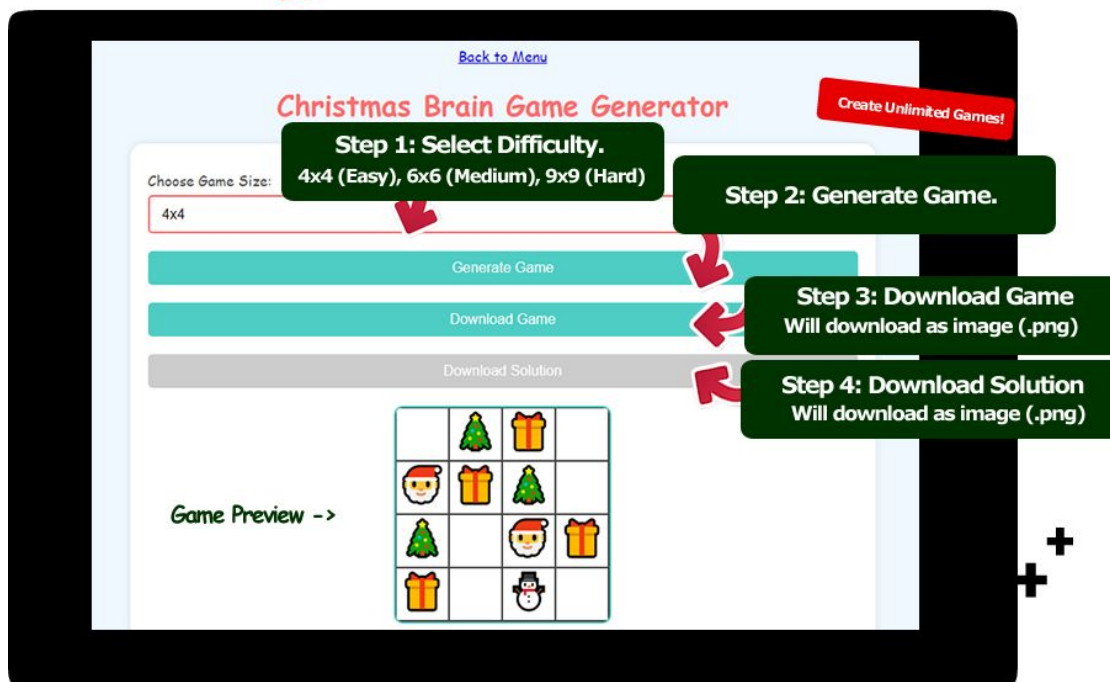 Back to Menu
Christmas Brain Game Generator
Create Unlimited Games!
Step 1: Select Difficulty.
4x4 (Easy), 6x6 (Medium), 9x9 (Hard)
Choose Game Size:
4x4
Step 2: Generate Game.
Generate Game
Step 3: Download Game
Will download as image (.png)
Download Game
Step 4: Download Solution
Will download as image (.png)
Download Solution
Game Preview ->